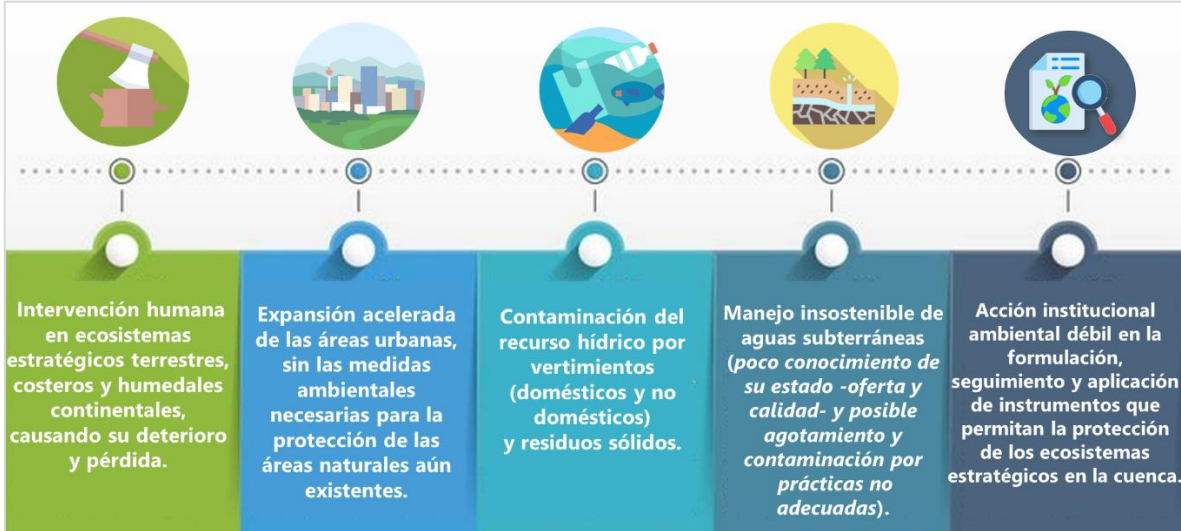 Intervención humana
en ecosistemas
estratégicos terrestres,
costeros y humedales
continentales,
causando su deterioro
y pérdida.
Expansión acelerada
de las áreas urbanas,
sin las medidas
ambientales
necesarias para la
protección de las
áreas naturales aún
existentes.
Contaminación del
recurso hídrico por
vertimientos
(domésticos y no
domésticos)
y residuos sólidos.
Manejo insostenible de
aguas subterráneas
(poco conocimiento de
su estado -oferta y
calidad- y posible
agotamiento y
contaminación por
prácticas no
adecuadas).
Acción institucional
ambiental débil en la
formulación,
seguimiento y aplicación
de instrumentos que
permitan la protección
de los ecosistemas
estratégicos en la cuenca.